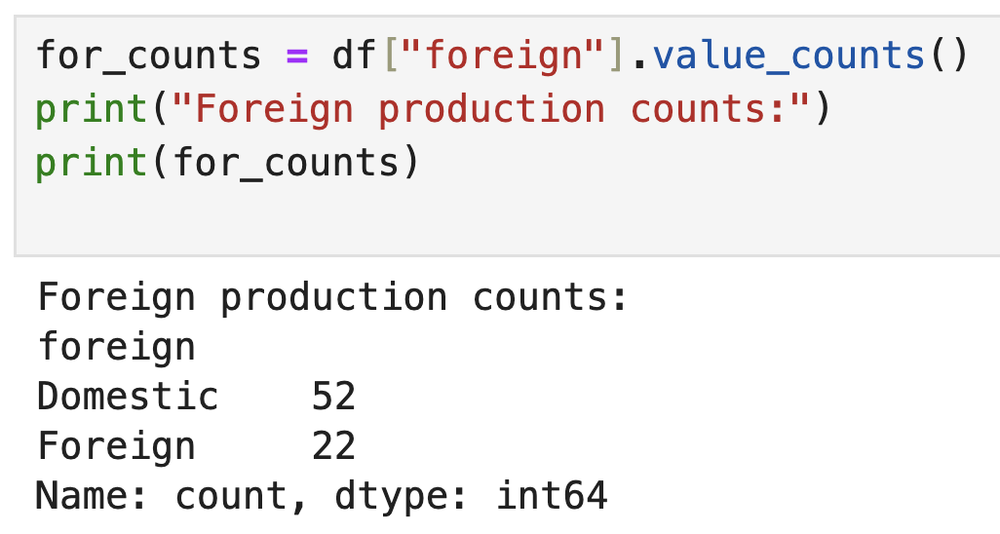 for_counts = df["foreign"].value_counts()
print("Foreign production counts:")
print(for_counts)
Foreign production counts:
foreign
Domestic    52
Foreign     22
Name: count, dtype: int64